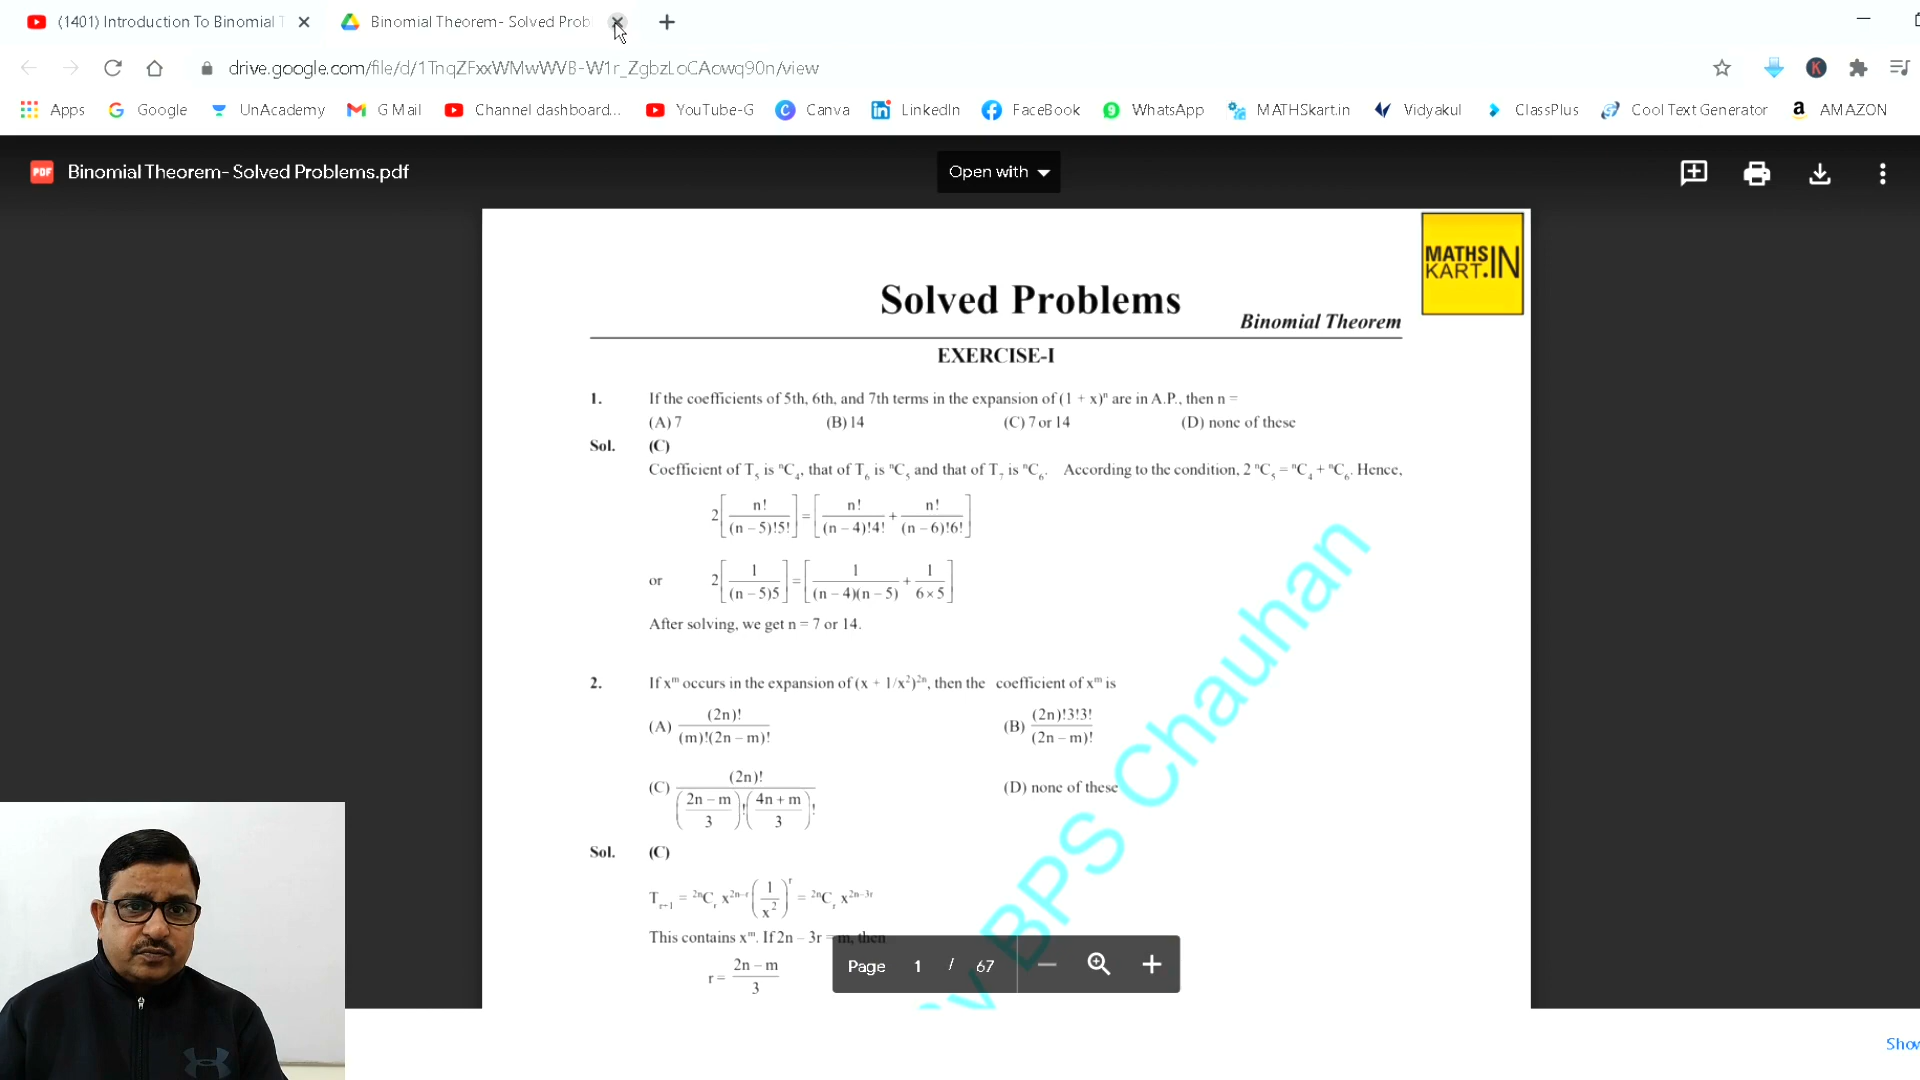 (1401) Introduction To Binomial T
Binomial Theorem- Solved Prob
drive.google.com/file/d/1TnqZFxxWMwWVB-W1r_ZgbzLoCAowq90n/view
Apps Google UnAcademy G Mail Channel dashboard... YouTube-G Canva LinkedIn FaceBook WhatsApp MATHSkart.in Vidyakul ClassPlus Cool Text Generator AMAZON
PDF Binomial Theorem- Solved Problems.pdf
Open with
MATHS
KART.IN
Solved Problems
Binomial Theorem
EXERCISE-I
1. If the coefficients of 5th, 6th, and 7th terms in the expansion of (1 + x)ⁿ are in A.P., then n =
(A) 7 (B) 14 (C) 7 or 14 (D) none of these
Sol. (C)
Coefficient of T₅ is ⁿC₄, that of T₆ is ⁿC₅ and that of T₇ is ⁿC₆. According to the condition, 2 ⁿC₅ = ⁿC₄ + ⁿC₆. Hence,
2[n!/((n – 5)!5!)] = [n!/((n – 4)!4!) + n!/((n – 6)!6!)]
or 2[1/((n – 5)5)] = [1/((n – 4)(n – 5)) + 1/(6 × 5)]
After solving, we get n = 7 or 14.
2. If xᵐ occurs in the expansion of (x + 1/x²)²ⁿ, then the coefficient of xᵐ is
(A) (2n)!/((m)!(2n – m)!) (B) (2n)!3!3!/(2n – m)!
(C) (2n)!/(((2n – m)/3)!((4n + m)/3)!) (D) none of these
Sol. (C)
Tᵣ₊₁ = ²ⁿCᵣ x²ⁿ⁻ʳ (1/x²)ʳ = ²ⁿCᵣ x²ⁿ⁻³ʳ
This contains xᵐ. If 2n – 3r = m, then
r = (2n – m)/3
BPS Chauhan
Page 1 / 67